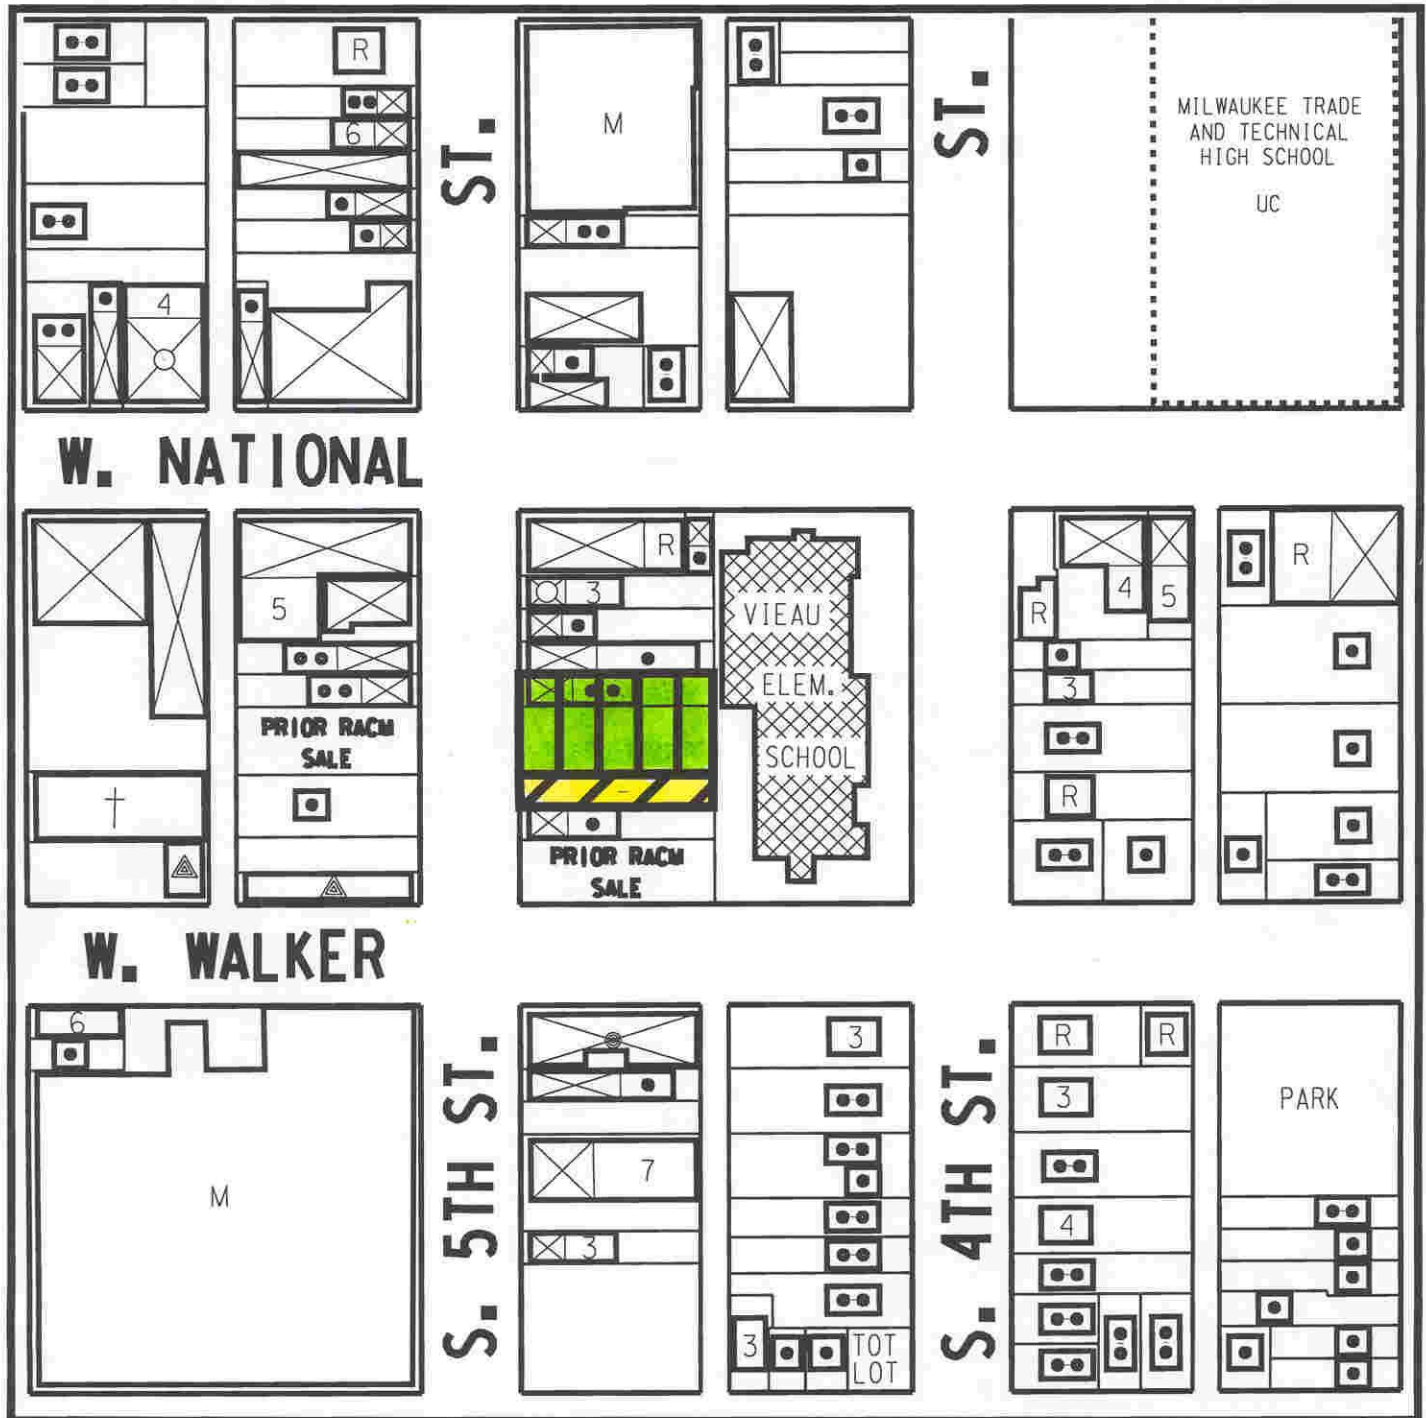 R
6
4
ST.
M
ST.
MILWAUKEE TRADE
AND TECHNICAL
HIGH SCHOOL
UC
W. NATIONAL
5
PRIOR RACM
SALE
R
3
VIEAU
ELEM.
SCHOOL
PRIOR RACM
SALE
R
4
5
3
R
R
W. WALKER
6
M
S. 5TH ST.
7
3
3
3
TOT
LOT
S. 4TH ST.
R
R
3
4
PARK